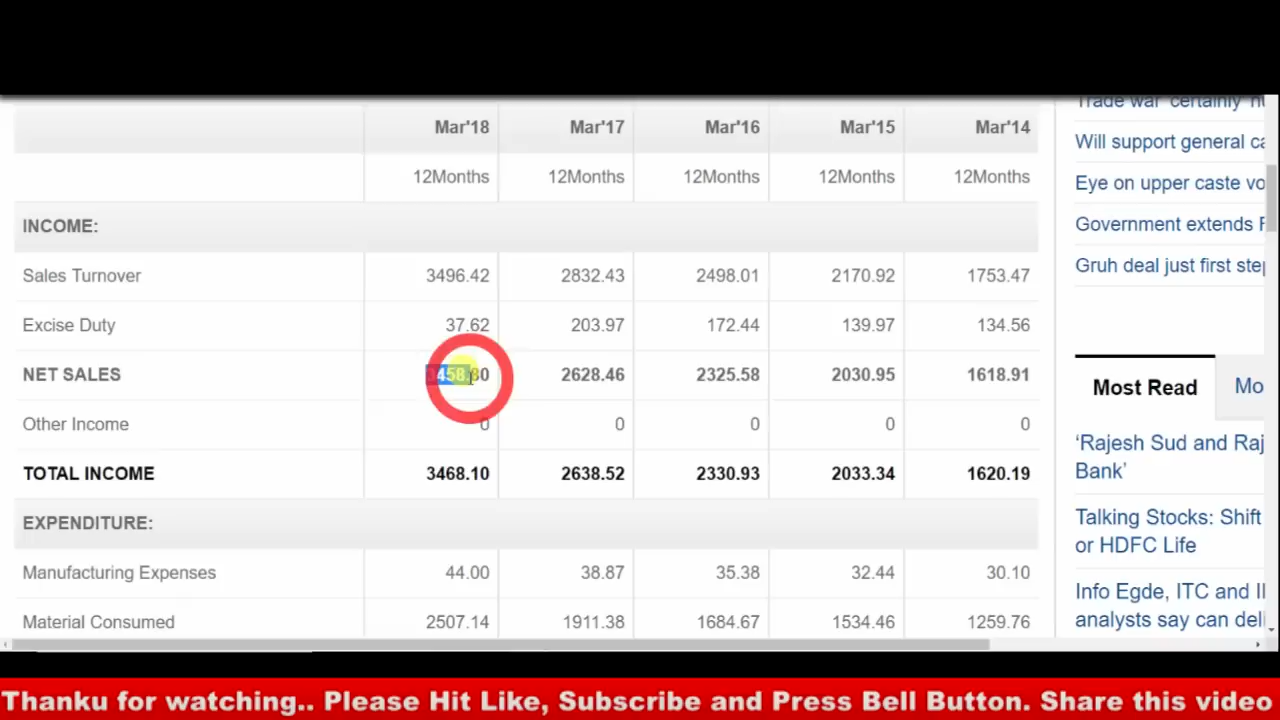 Trade war 'certainly'
Mar'18 Mar'17 Mar'16 Mar'15 Mar'14
Will support general
12Months 12Months 12Months 12Months 12Months
Eye on upper caste
INCOME:
Government extends
Sales Turnover 3496.42 2832.43 2498.01 2170.92 1753.47
Gruh deal just first
Excise Duty 37.62 203.97 172.44 139.97 134.56
NET SALES 3458.80 2628.46 2325.58 2030.95 1618.91
Most Read
Other Income 0 0 0 0 0
'Rajesh Sud and
Bank'
TOTAL INCOME 3468.10 2638.52 2330.93 2033.34 1620.19
EXPENDITURE:
Talking Stocks: Shift
or HDFC Life
Manufacturing Expenses 44.00 38.87 35.38 32.44 30.10
Info Egde, ITC and
analysts say can
Material Consumed 2507.14 1911.38 1684.67 1534.46 1259.76
Thanku for watching.. Please Hit Like, Subscribe and Press Bell Button. Share this video